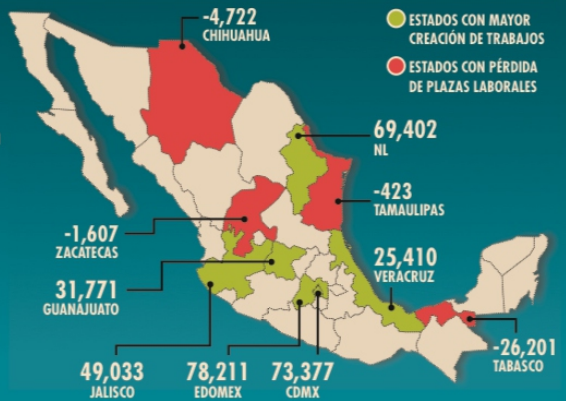 -4,722
CHIHUAHUA
ESTADOS CON MAYOR
CREACIÓN DE TRABAJOS
ESTADOS CON PÉRDIDA
DE PLAZAS LABORALES
69,402
NL
-423
TAMAULIPAS
-1,607
ZACATECAS
25,410
VERACRUZ
31,771
GUANAJUATO
-26,201
TABASCO
49,033
JALISCO
78,211
EDOMEX
73,377
CDMX